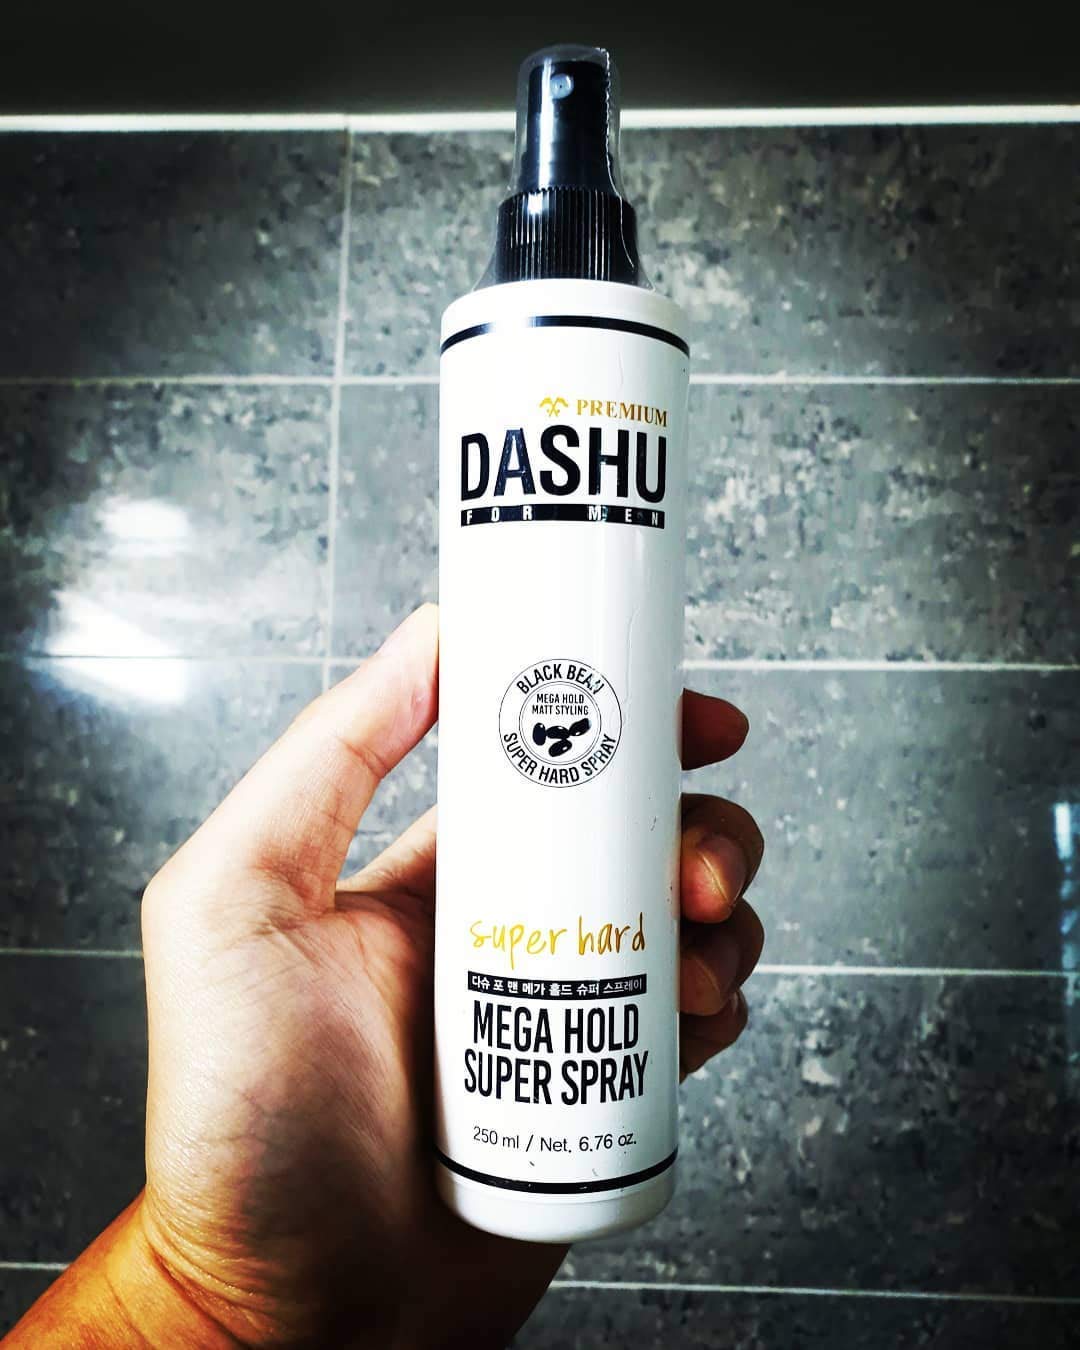 PREMIUM
DASHU
FOR MEN
BLACK BEAN
MEGA HOLD
MATT STYLING
SUPER HARD SPRAY
super hard
다슈 포 맨 메가 홀드 슈퍼 스프레이
MEGA HOLD
SUPER SPRAY
250 ml / Net. 6.76 oz.